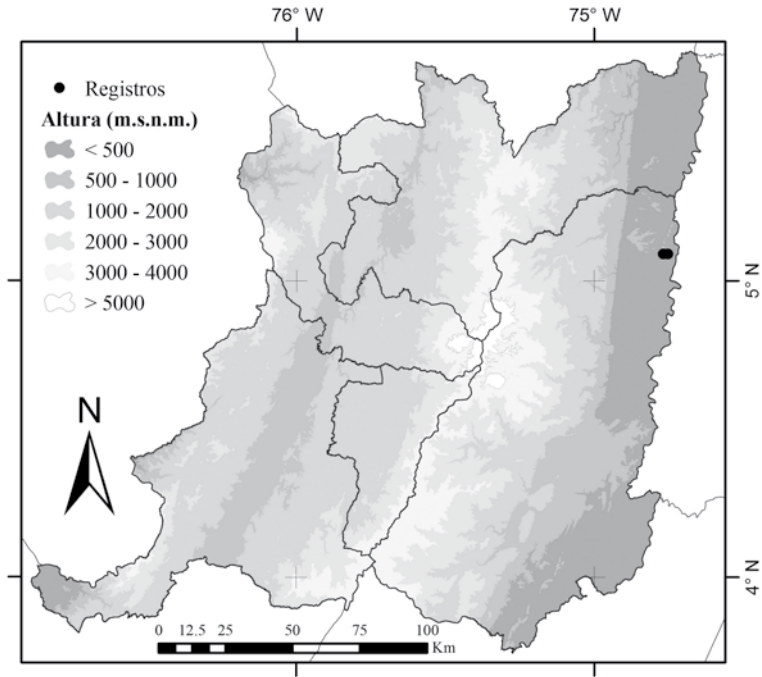 76° W
75° W
Registros
Altura (m.s.n.m.)
< 500
500 - 1000
1000 - 2000
2000 - 3000
3000 - 4000
> 5000
5° N
N
4° N
0 12.5 25 50 75 100
Km